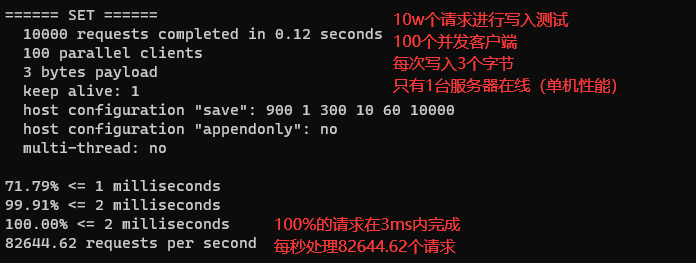 ====== SET ======
10000 requests completed in 0.12 seconds
100 parallel clients
3 bytes payload
keep alive: 1
host configuration "save": 900 1 300 10 60 10000
host configuration "appendonly": no
multi-thread: no
10w个请求进行写入测试
100个并发客户端
每次写入3个字节
只有1台服务器在线（单机性能）
71.79% <= 1 milliseconds
99.91% <= 2 milliseconds
100.00% <= 2 milliseconds
82644.62 requests per second
100%的请求在3ms内完成
每秒处理82644.62个请求